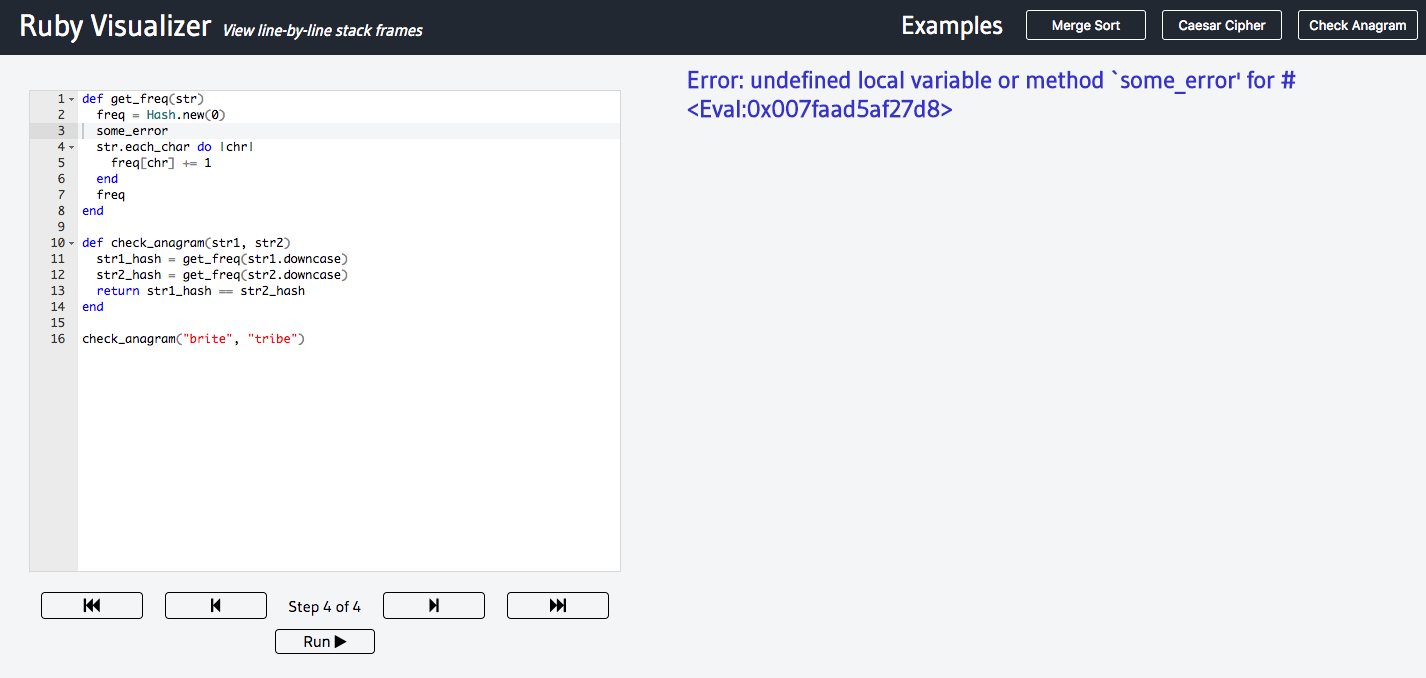 Ruby Visualizer View line-by-line stack frames
Examples
Merge Sort
Caesar Cipher
Check Anagram
1 def get_freq(str)
2   freq = Hash.new(0)
3   some_error
4   str.each_char do |chr|
5     freq[chr] += 1
6   end
7   freq
8 end
9
10 def check_anagram(str1, str2)
11   str1_hash = get_freq(str1.downcase)
12   str2_hash = get_freq(str2.downcase)
13   return str1_hash == str2_hash
14 end
15
16 check_anagram("brite", "tribe")
Step 4 of 4
Run
Error: undefined local variable or method `some_error' for #
<Eval:0x007faad5af27d8>